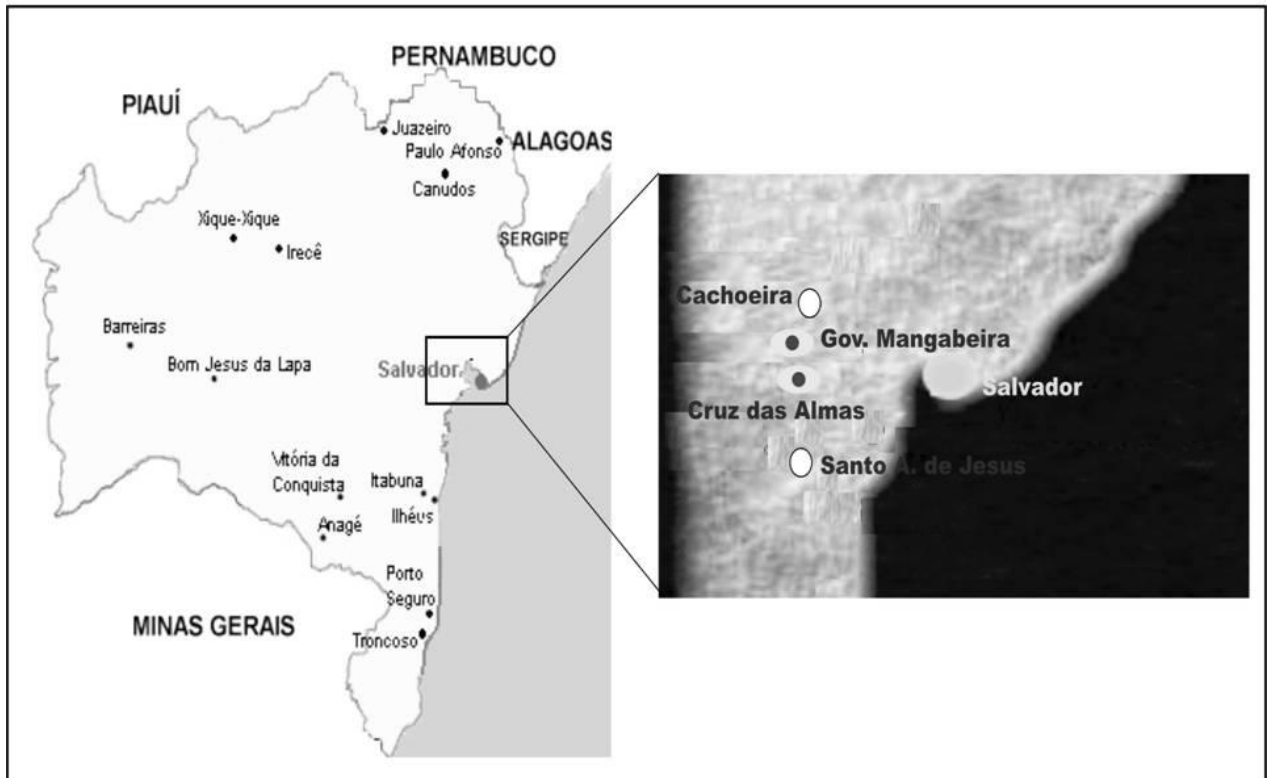 PERNAMBUCO
PIAUÍ
Juazeiro
ALAGOAS
Paulo Afonso
Canudos
Xique-Xique
SERGIPE
Irecê
Barreiras
Bom Jesus da Lapa
Salvador
Vitória da
Conquista
Itabuna
Ilhéus
Anagé
Porto
Seguro
MINAS GERAIS
Troncoso
Cachoeira
Gov. Mangabeira
Salvador
Cruz das Almas
Santo A. de Jesus